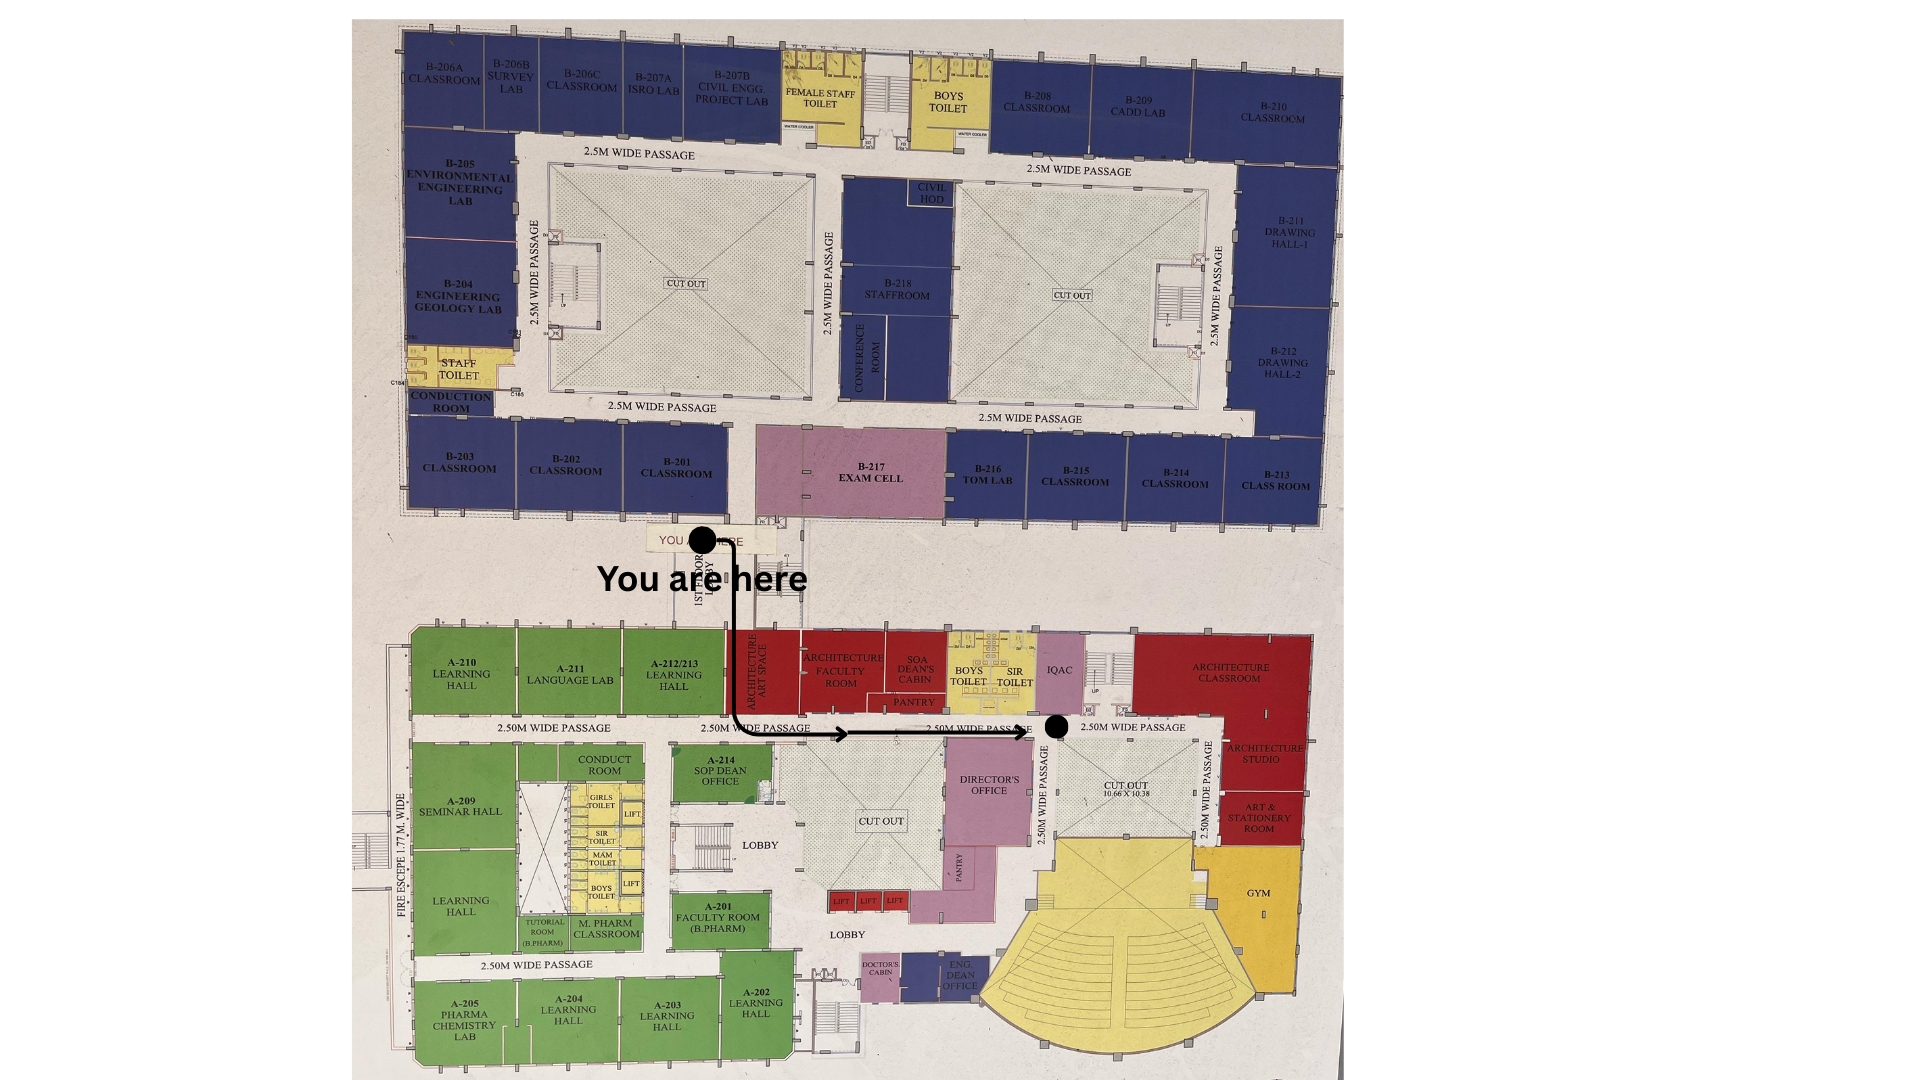 B-206A
CLASSROOM
B-206B
SURVEY
LAB
B-206C
CLASSROOM
B-207A
ISRO LAB
B-207B
CIVIL ENGG.
PROJECT LAB
FEMALE STAFF
TOILET
WATER COOLER
BOYS
TOILET
WATER COOLER
B-208
CLASSROOM
B-209
CADD LAB
B-210
CLASSROOM
2.5M WIDE PASSAGE
2.5M WIDE PASSAGE
B-205
ENVIRONMENTAL
ENGINEERING
LAB
B-204
ENGINEERING
GEOLOGY LAB
2.5M WIDE PASSAGE
UP
CUT OUT
2.5M WIDE PASSAGE
CIVIL
HOD
B-218
STAFFROOM
CONFERENCE
ROOM
CUT OUT
UP
2.5M WIDE PASSAGE
B-211
DRAWING
HALL-1
B-212
DRAWING
HALL-2
STAFF
TOILET
C184
C185
CONDUCTION
ROOM
2.5M WIDE PASSAGE
2.5M WIDE PASSAGE
B-203
CLASSROOM
B-202
CLASSROOM
B-201
CLASSROOM
B-217
EXAM CELL
B-216
TOM LAB
B-215
CLASSROOM
B-214
CLASSROOM
B-213
CLASS ROOM
YOU HERE
You are here
A-210
LEARNING
HALL
A-211
LANGUAGE LAB
A-212/213
LEARNING
HALL
ARCHITECTURE
ART SPACE
ARCHITECTURE
FACULTY
ROOM
SOA
DEAN'S
CABIN
PANTRY
BOYS
TOILET
SIR
TOILET
IQAC
UP
ARCHITECTURE
CLASSROOM
2.50M WIDE PASSAGE
2.50M WIDE PASSAGE
2.50M WIDE PASSAGE
2.50M WIDE PASSAGE
A-209
SEMINAR HALL
CONDUCT
ROOM
A-214
SOP DEAN
OFFICE
DIRECTOR'S
OFFICE
2.50M WIDE PASSAGE
CUT OUT
10.66 X 10.38
2.50M WIDE PASSAGE
ARCHITECTURE
STUDIO
ART &
STATIONERY
ROOM
FIRE ESCEPE 1.77 M. WIDE
GIRLS
TOILET
LIFT
SIR
TOILET
MAM
TOILET
BOYS
TOILET
LIFT
LOBBY
CUT OUT
PANTRY
GYM
LEARNING
HALL
TUTORIAL
ROOM
(B.PHARM)
M. PHARM
CLASSROOM
A-201
FACULTY ROOM
(B.PHARM)
LIFT
LIFT
LIFT
LOBBY
2.50M WIDE PASSAGE
DOCTOR'S
CABIN
ENG.
DEAN
OFFICE
A-205
PHARMA
CHEMISTRY
LAB
A-204
LEARNING
HALL
A-203
LEARNING
HALL
A-202
LEARNING
HALL